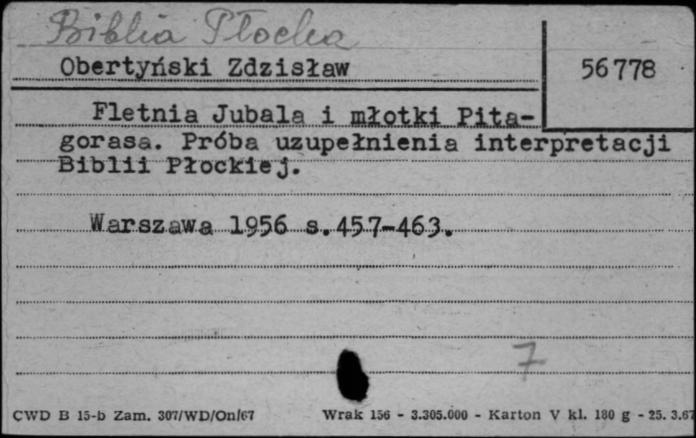 Biblia Płocka
Obertyński Zdzisław
56778
Fletnia Jubala i młotki Pita-
gorasa. Próba uzupełnienia interpretacji
Biblii Płockiej.
Warszawa 1956 s.457-463.
7
CWD B 15-b Zam. 307/WD/On/67 Wrak 156 - 3.305.000 - Karton V kl. 180 g - 25. 3.67